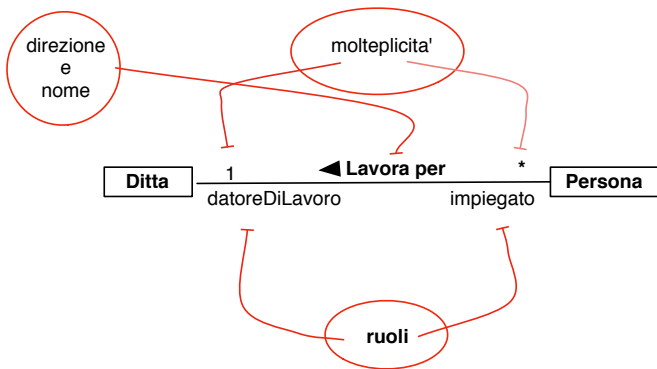 direzione
e
nome
molteplicita'
Ditta
1
◀ Lavora per
*
Persona
datoreDiLavoro
impiegato
ruoli